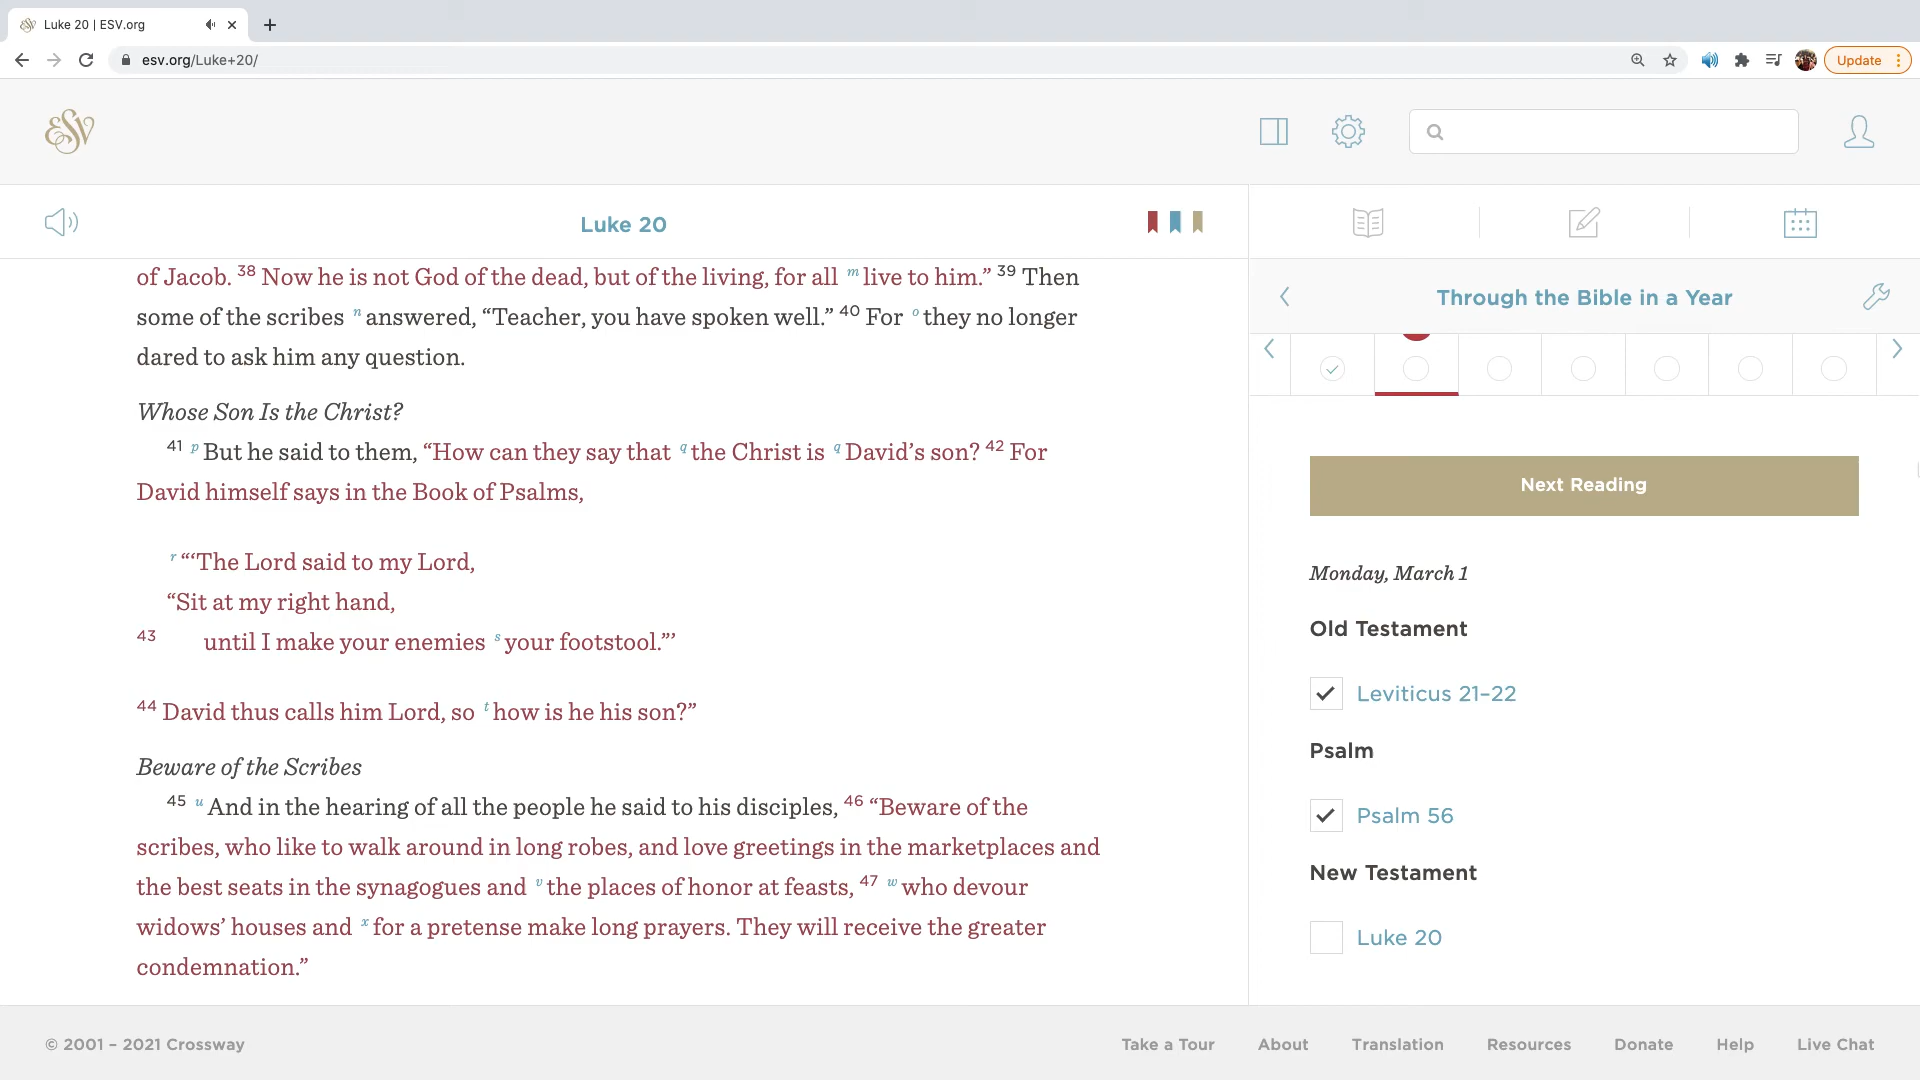 Luke 20 | ESV.org
esv.org/Luke+20/
Update
ESV
Luke 20
of Jacob. 38 Now he is not God of the dead, but of the living, for all m live to him.” 39 Then
some of the scribes n answered, “Teacher, you have spoken well.” 40 For o they no longer
dared to ask him any question.
Whose Son Is the Christ?
41 p But he said to them, “How can they say that q the Christ is q David’s son? 42 For
David himself says in the Book of Psalms,
r “‘The Lord said to my Lord,
“Sit at my right hand,
43 until I make your enemies s your footstool.”’
44 David thus calls him Lord, so t how is he his son?”
Beware of the Scribes
45 u And in the hearing of all the people he said to his disciples, 46 “Beware of the
scribes, who like to walk around in long robes, and love greetings in the marketplaces and
the best seats in the synagogues and v the places of honor at feasts, 47 w who devour
widows’ houses and x for a pretense make long prayers. They will receive the greater
condemnation.”
Through the Bible in a Year
Next Reading
Monday, March 1
Old Testament
Leviticus 21–22
Psalm
Psalm 56
New Testament
Luke 20
© 2001 – 2021 Crossway
Take a Tour
About
Translation
Resources
Donate
Help
Live Chat